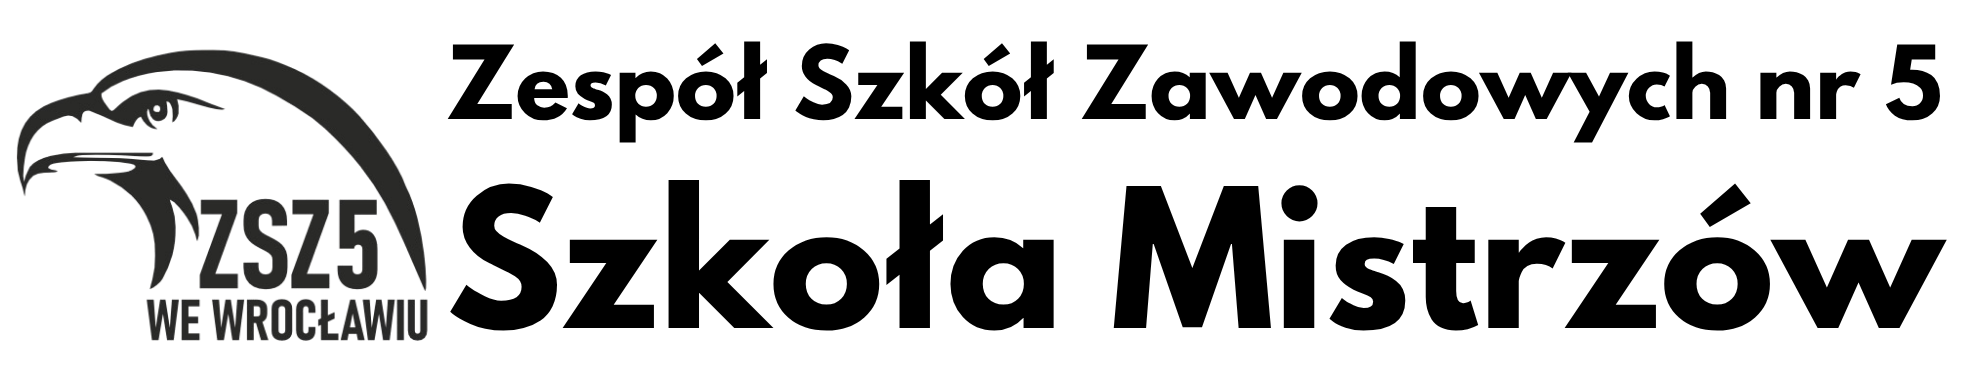 ZSZ5
WE WROCŁAWIU
Zespół Szkół Zawodowych nr 5
Szkoła Mistrzów